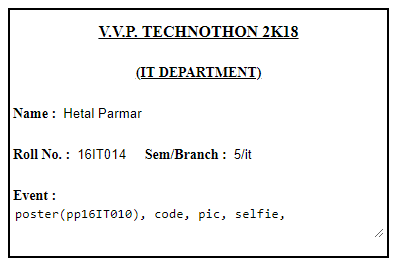 V.V.P. TECHNOTHON 2K18
(IT DEPARTMENT)
Name : Hetal Parmar
Roll No. : 16IT014 Sem/Branch : 5/it
Event :
poster(pp16IT010), code, pic, selfie,